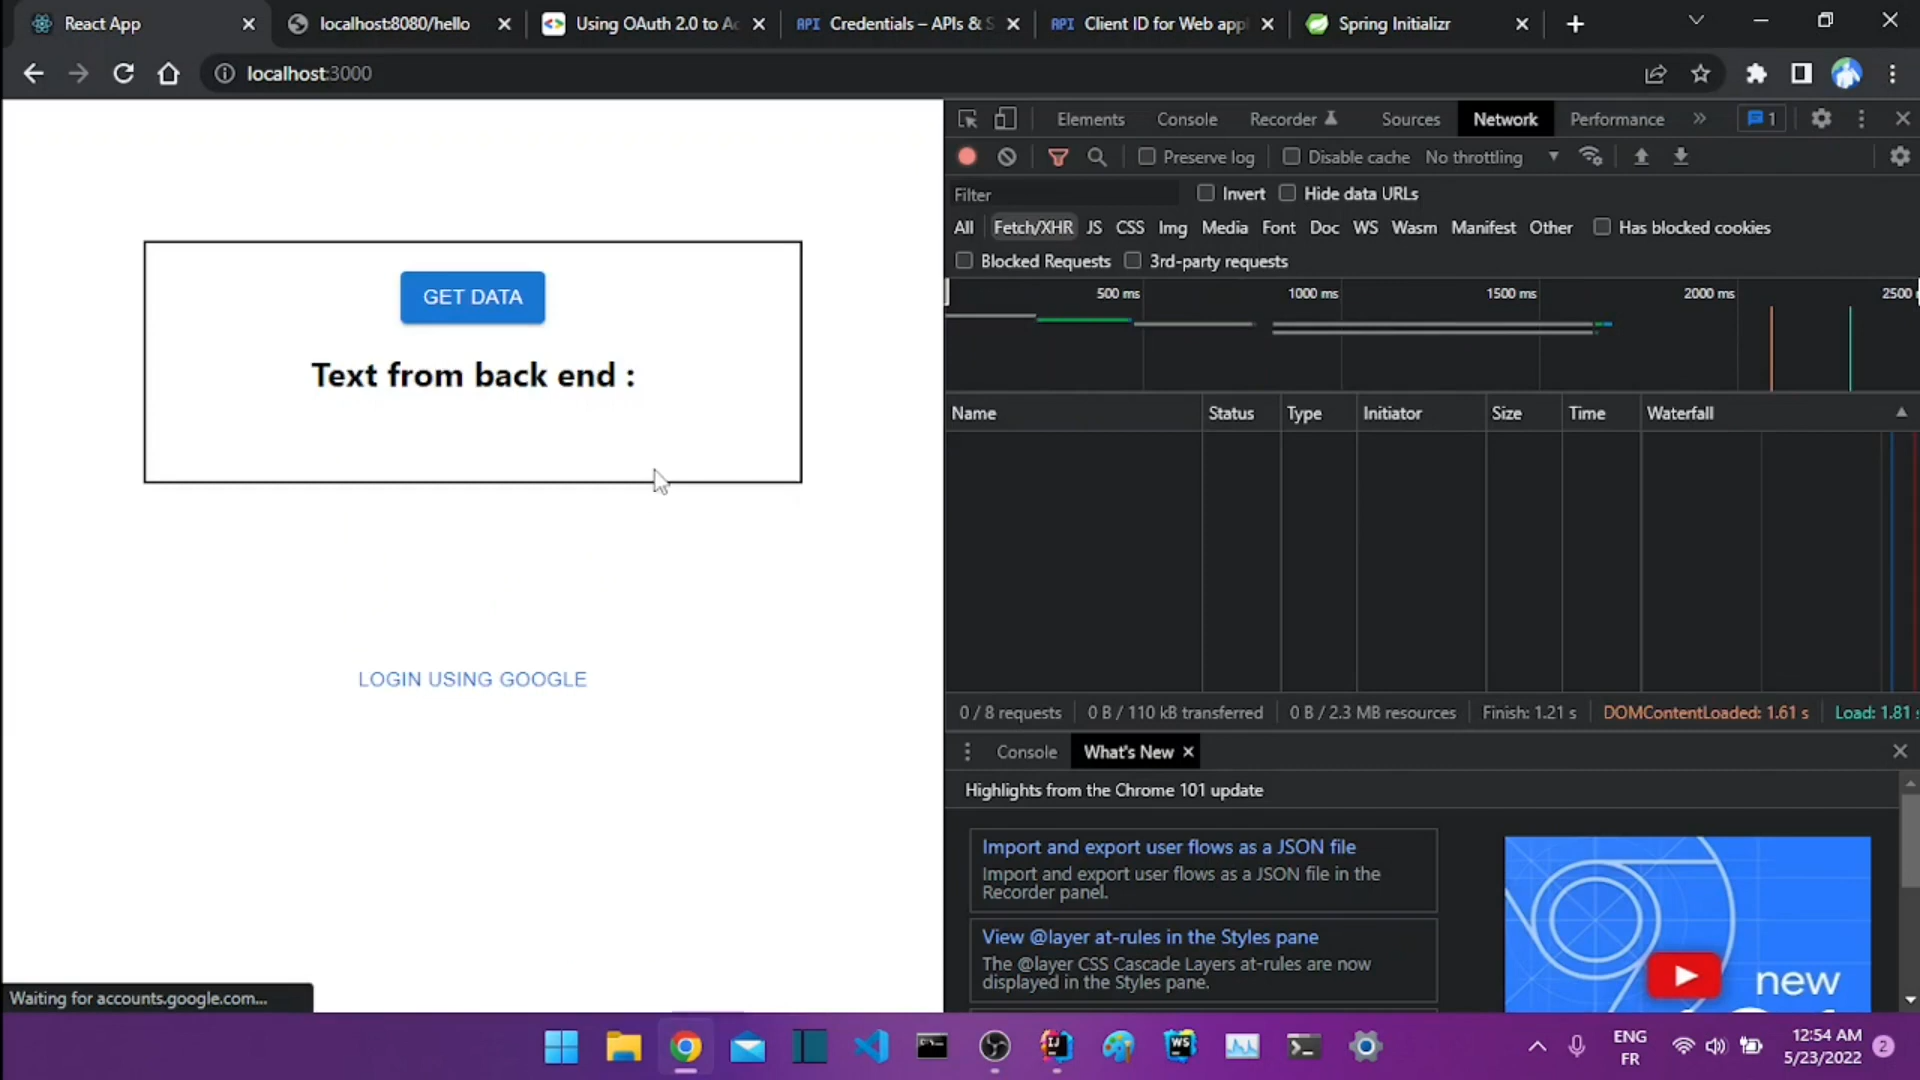 React App
localhost:8080/hello
Using OAuth 2.0 to Ac
API Credentials – APIs & S
API Client ID for Web appl
Spring Initializr
localhost:3000
GET DATA
Text from back end :
LOGIN USING GOOGLE
Waiting for accounts.google.com...
Elements Console Recorder Sources Network Performance 1
Preserve log Disable cache No throttling
Filter Invert Hide data URLs
All Fetch/XHR JS CSS Img Media Font Doc WS Wasm Manifest Other Has blocked cookies
Blocked Requests 3rd-party requests
500 ms 1000 ms 1500 ms 2000 ms 2500
Name Status Type Initiator Size Time Waterfall
0 / 8 requests 0 B / 110 kB transferred 0 B / 2.3 MB resources Finish: 1.21 s DOMContentLoaded: 1.61 s Load: 1.81
Console What's New
Highlights from the Chrome 101 update
Import and export user flows as a JSON file
Import and export user flows as a JSON file in the
Recorder panel.
View @layer at-rules in the Styles pane
The @layer CSS Cascade Layers at-rules are now
displayed in the Styles pane.
new
IJ
WS
ENG
FR
12:54 AM
5/23/2022
2